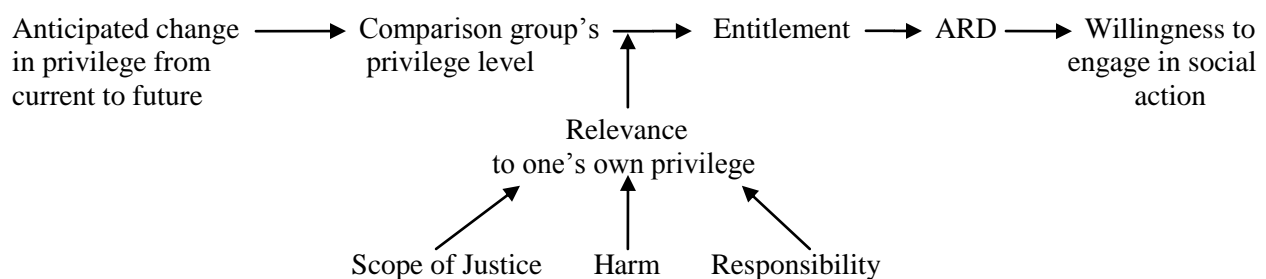 Anticipated change
in privilege from
current to future
Comparison group’s
privilege level
Entitlement
ARD
Willingness to
engage in social
action
Relevance
to one’s own privilege
Scope of Justice
Harm
Responsibility